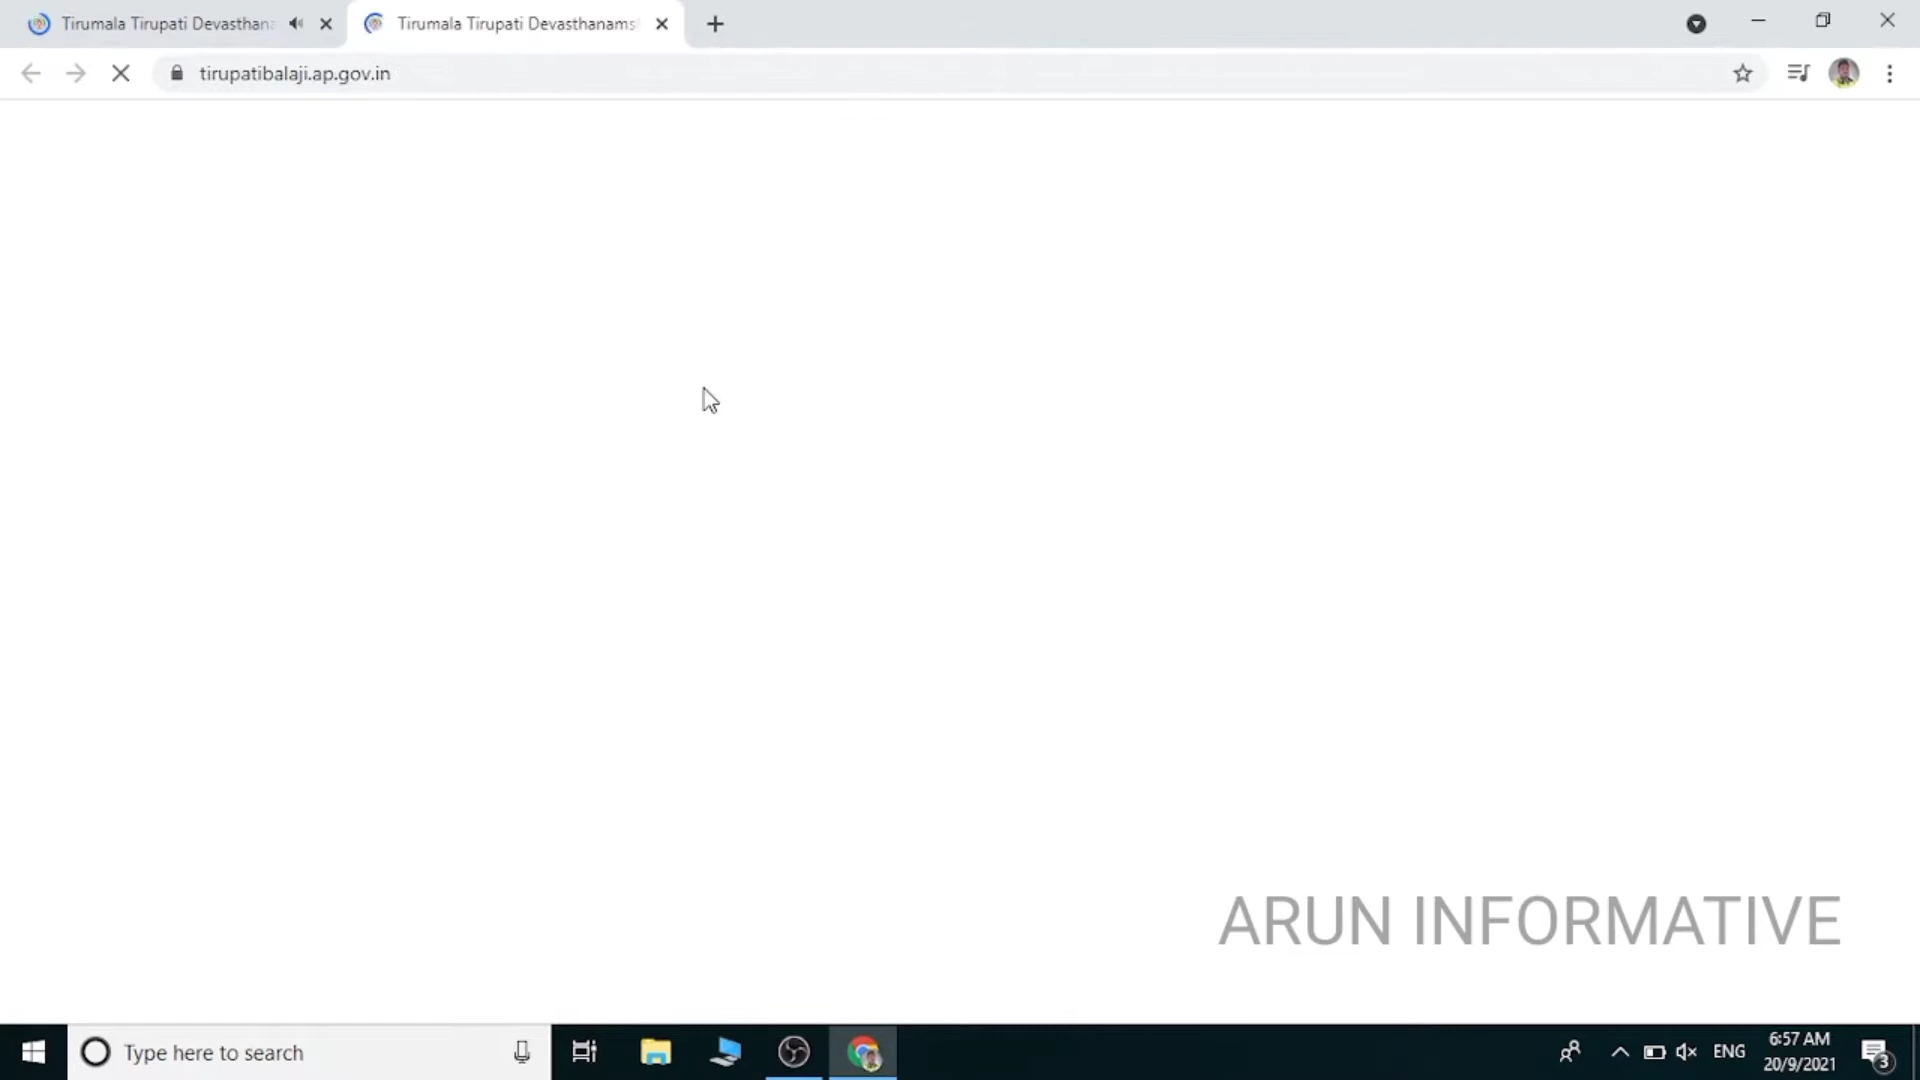 Tirumala Tirupati Devasthana
Tirumala Tirupati Devasthanams
tirupatibalaji.ap.gov.in
ARUN INFORMATIVE
Type here to search
ENG
6:57 AM
20/9/2021
3